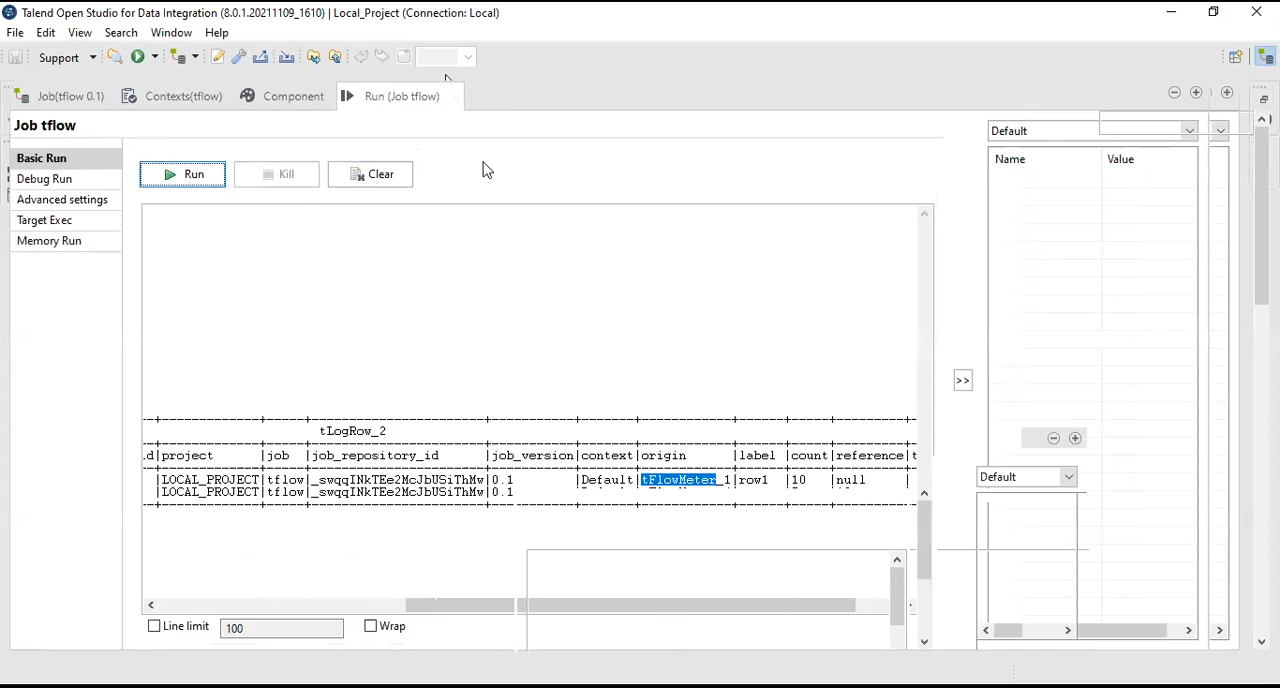 Talend Open Studio for Data Integration (8.0.1.20211109_1610) | Local_Project (Connection: Local)
File Edit View Search Window Help
Support
Job(tflow 0.1) Contexts(tflow) Component Run (Job tflow)
Job tflow
Default
Basic Run
Name Value
Run Kill Clear
Debug Run
Advanced settings
Target Exec
Memory Run
>>
tLogRow_2
.d|project |job |job_repository_id |job_version|context|origin |label |count|reference|t
|LOCAL_PROJECT|tflow|_swqqINkTEe2McJbUSiThMw|0.1 |Default|tFlowMeter_1|row1 |10 |null |
|LOCAL_PROJECT|tflow|_swqqINkTEe2McJbUSiThMw|0.1
Default
Line limit 100 Wrap